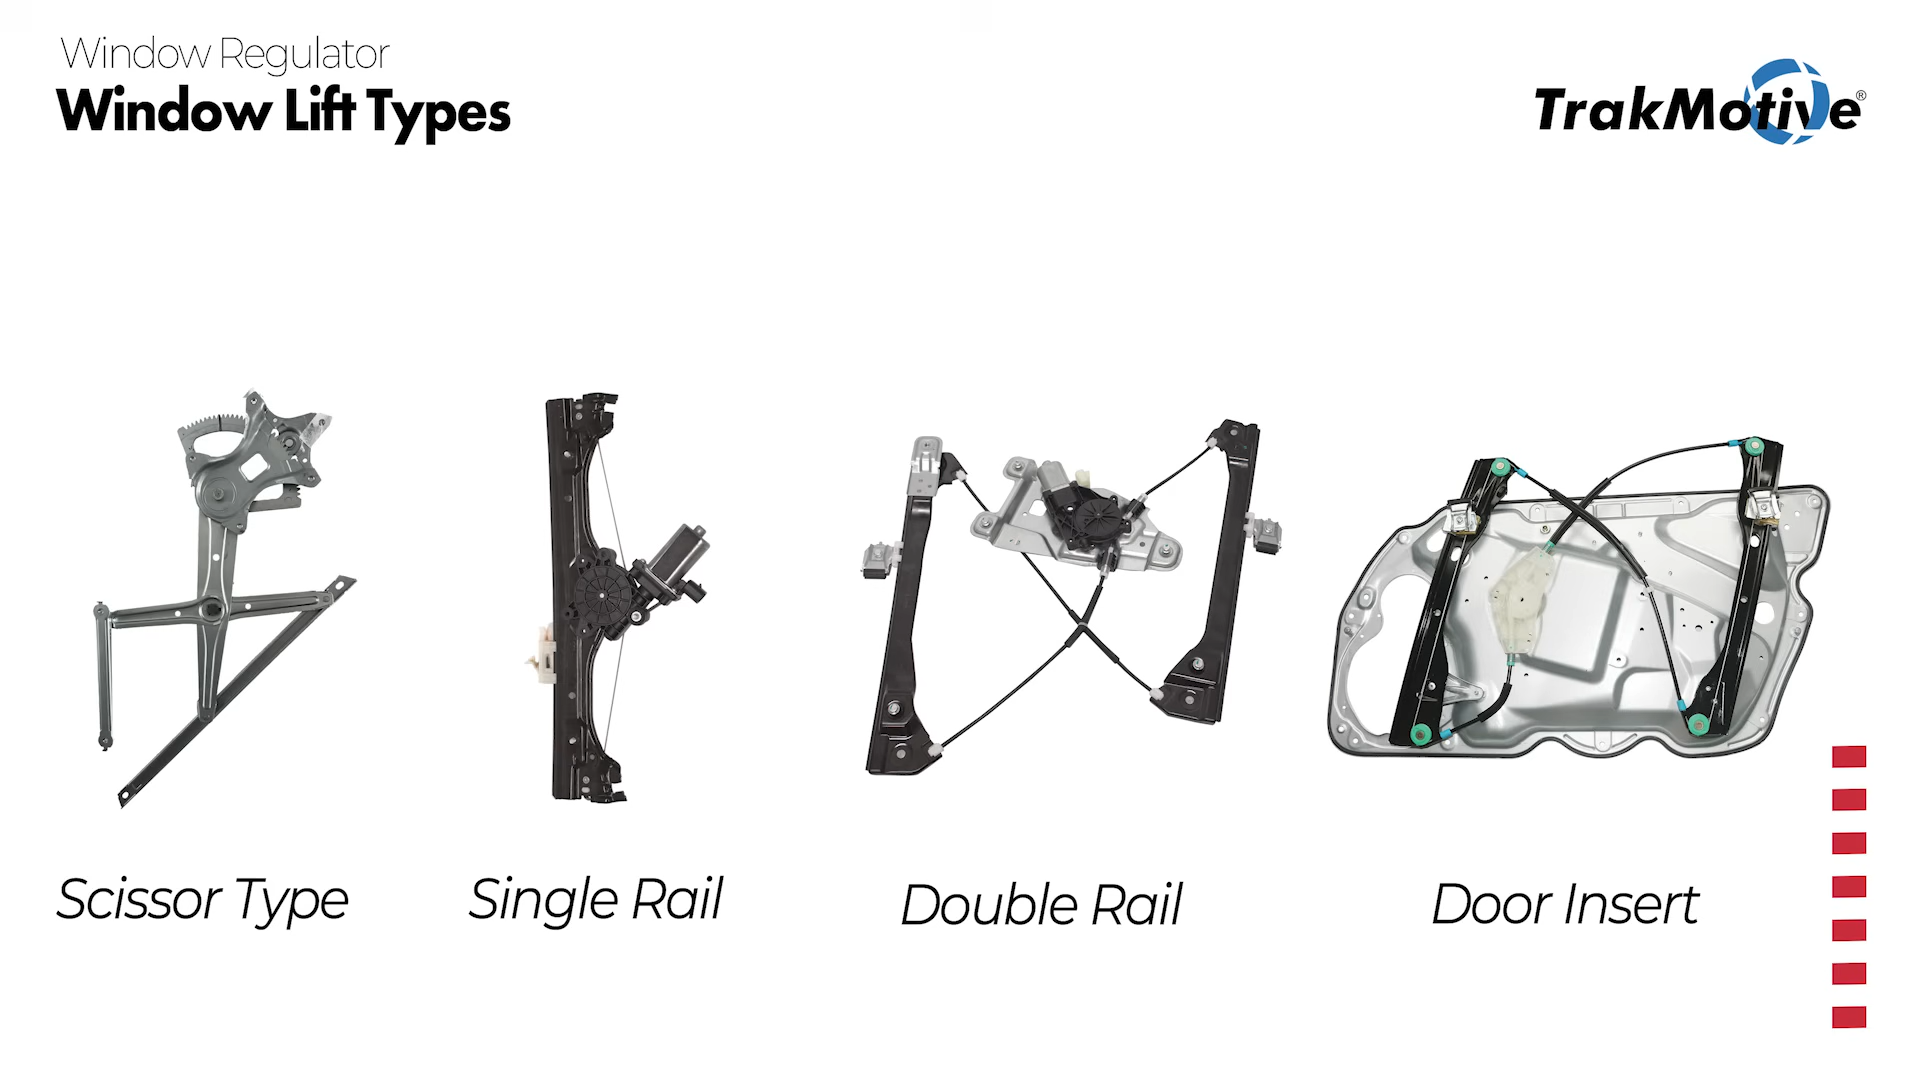 Window Regulator
Window Lift Types
TrakMotive®
Scissor Type
Single Rail
Double Rail
Door Insert